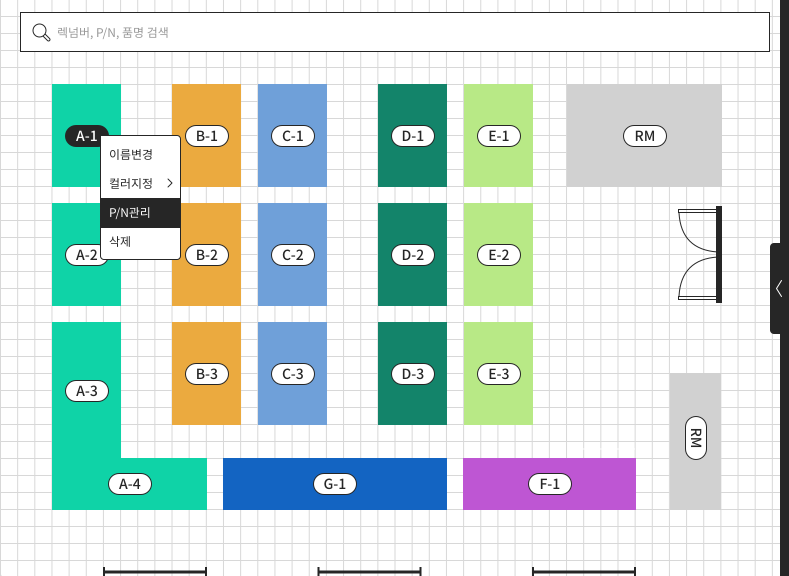 렉넘버, P/N, 품명 검색
A-1
B-1
C-1
D-1
E-1
RM
이름변경
컬러지정
P/N관리
삭제
A-2
B-2
C-2
D-2
E-2
A-3
B-3
C-3
D-3
E-3
RM
A-4
G-1
F-1